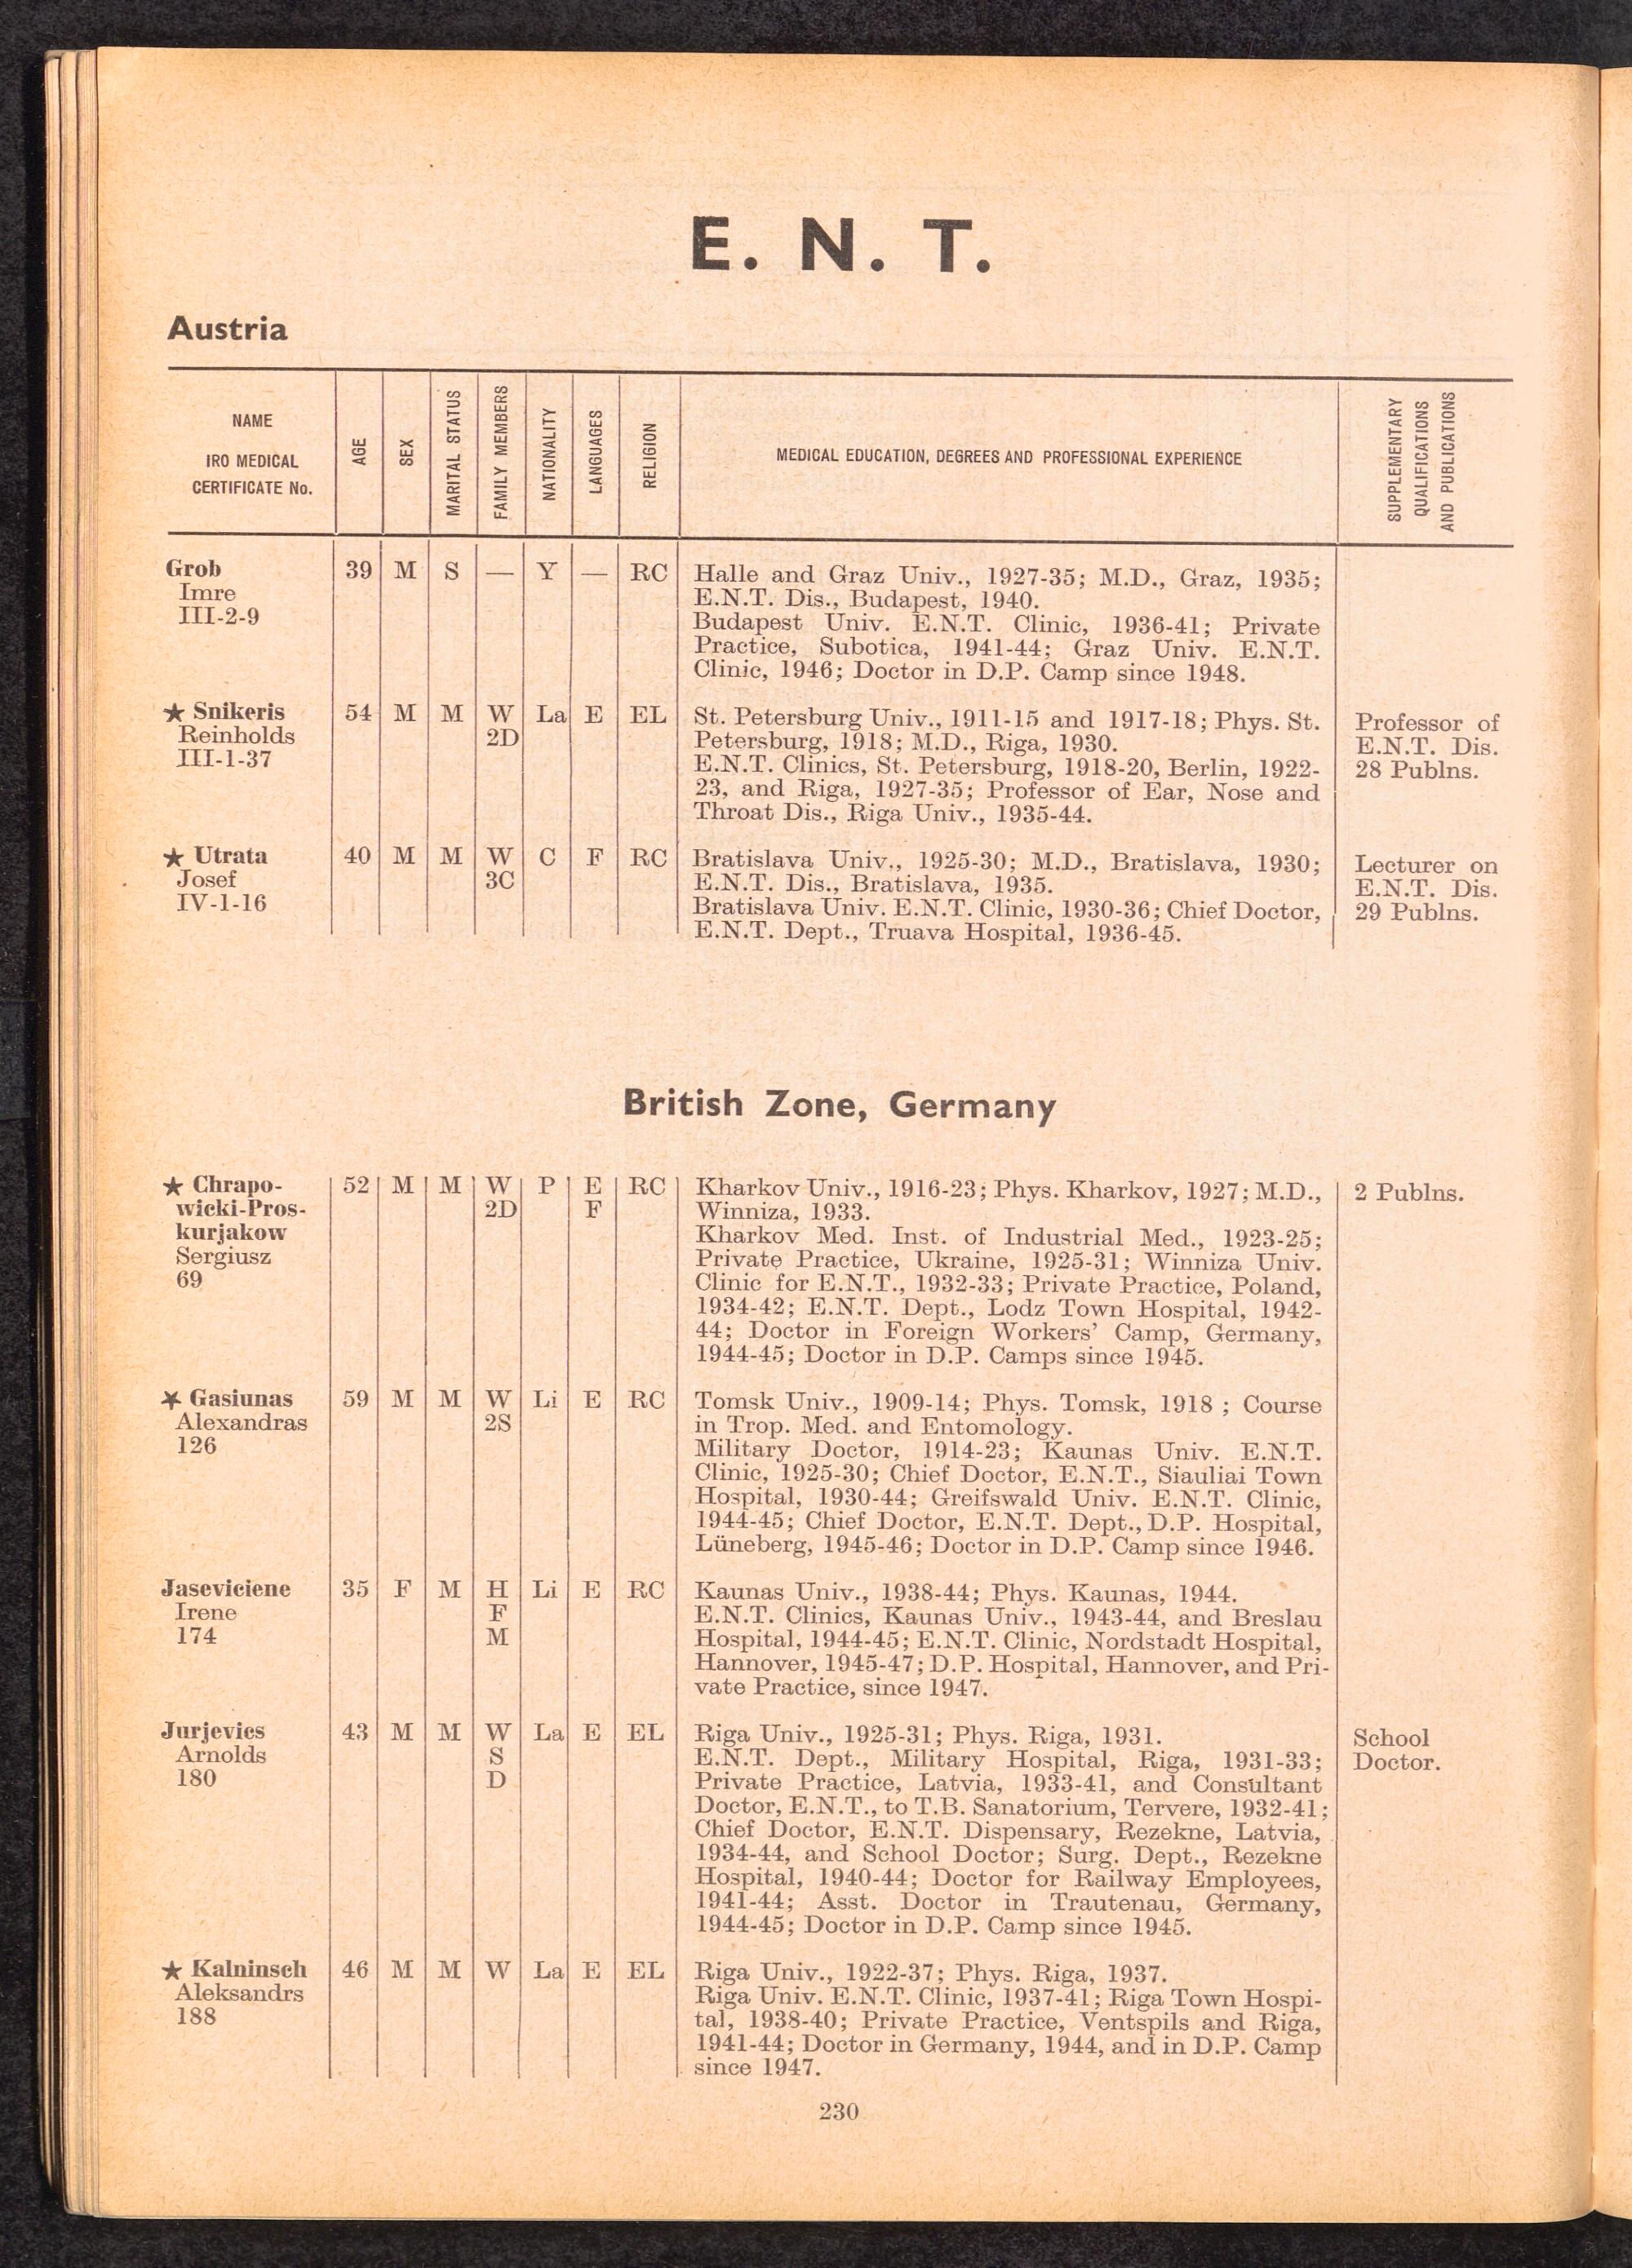 E. N. T.
Austria
NAME
IRO MEDICAL
CERTIFICATE No.
AGE
SEX
MARITAL STATUS
FAMILY MEMBERS
NATIONALITY
LANGUAGES
RELIGION
MEDICAL EDUCATION, DEGREES AND PROFESSIONAL EXPERIENCE
SUPPLEMENTARY
QUALIFICATIONS
AND PUBLICATIONS
Grob 39 M S — Y — RC Halle and Graz Univ., 1927-35; M.D., Graz, 1935;
Imre E.N.T. Dis., Budapest, 1940.
III-2-9 Budapest Univ. E.N.T. Clinic, 1936-41; Private
Practice, Subotica, 1941-44; Graz Univ. E.N.T.
Clinic, 1946; Doctor in D.P. Camp since 1948.
★ Snikeris 54 M M W La E EL St. Petersburg Univ., 1911-15 and 1917-18; Phys. St. Professor of
Reinholds 2D Petersburg, 1918; M.D., Riga, 1930. E.N.T. Dis.
III-1-37 E.N.T. Clinics, St. Petersburg, 1918-20, Berlin, 1922- 28 Publns.
23, and Riga, 1927-35; Professor of Ear, Nose and
Throat Dis., Riga Univ., 1935-44.
★ Utrata 40 M M W C F RC Bratislava Univ., 1925-30; M.D., Bratislava, 1930; Lecturer on
Josef 3C E.N.T. Dis., Bratislava, 1935. E.N.T. Dis.
IV-1-16 Bratislava Univ. E.N.T. Clinic, 1930-36; Chief Doctor, 29 Publns.
E.N.T. Dept., Truava Hospital, 1936-45.
British Zone, Germany
★ Chrapo- 52 M M W P E RC Kharkov Univ., 1916-23; Phys. Kharkov, 1927; M.D., 2 Publns.
wicki-Pros- 2D F Winniza, 1933.
kurjakow Kharkov Med. Inst. of Industrial Med., 1923-25;
Sergiusz Private Practice, Ukraine, 1925-31; Winniza Univ.
69 Clinic for E.N.T., 1932-33; Private Practice, Poland,
1934-42; E.N.T. Dept., Lodz Town Hospital, 1942-
44; Doctor in Foreign Workers' Camp, Germany,
1944-45; Doctor in D.P. Camps since 1945.
★ Gasiunas 59 M M W Li E RC Tomsk Univ., 1909-14; Phys. Tomsk, 1918 ; Course
Alexandras 2S in Trop. Med. and Entomology.
126 Military Doctor, 1914-23; Kaunas Univ. E.N.T.
Clinic, 1925-30; Chief Doctor, E.N.T., Siauliai Town
Hospital, 1930-44; Greifswald Univ. E.N.T. Clinic,
1944-45; Chief Doctor, E.N.T. Dept., D.P. Hospital,
Lüneberg, 1945-46; Doctor in D.P. Camp since 1946.
Jaseviciene 35 F M H Li E RC Kaunas Univ., 1938-44; Phys. Kaunas, 1944.
Irene F E.N.T. Clinics, Kaunas Univ., 1943-44, and Breslau
174 M Hospital, 1944-45; E.N.T. Clinic, Nordstadt Hospital,
Hannover, 1945-47; D.P. Hospital, Hannover, and Pri-
vate Practice, since 1947.
Jurjevics 43 M M W La E EL Riga Univ., 1925-31; Phys. Riga, 1931. School
Arnolds S E.N.T. Dept., Military Hospital, Riga, 1931-33; Doctor.
180 D Private Practice, Latvia, 1933-41, and Consultant
Doctor, E.N.T., to T.B. Sanatorium, Tervere, 1932-41;
Chief Doctor, E.N.T. Dispensary, Rezekne, Latvia,
1934-44, and School Doctor; Surg. Dept., Rezekne
Hospital, 1940-44; Doctor for Railway Employees,
1941-44; Asst. Doctor in Trautenau, Germany,
1944-45; Doctor in D.P. Camp since 1945.
★ Kalninsch 46 M M W La E EL Riga Univ., 1922-37; Phys. Riga, 1937.
Aleksandrs Riga Univ. E.N.T. Clinic, 1937-41; Riga Town Hospi-
188 tal, 1938-40; Private Practice, Ventspils and Riga,
1941-44; Doctor in Germany, 1944, and in D.P. Camp
since 1947.
230